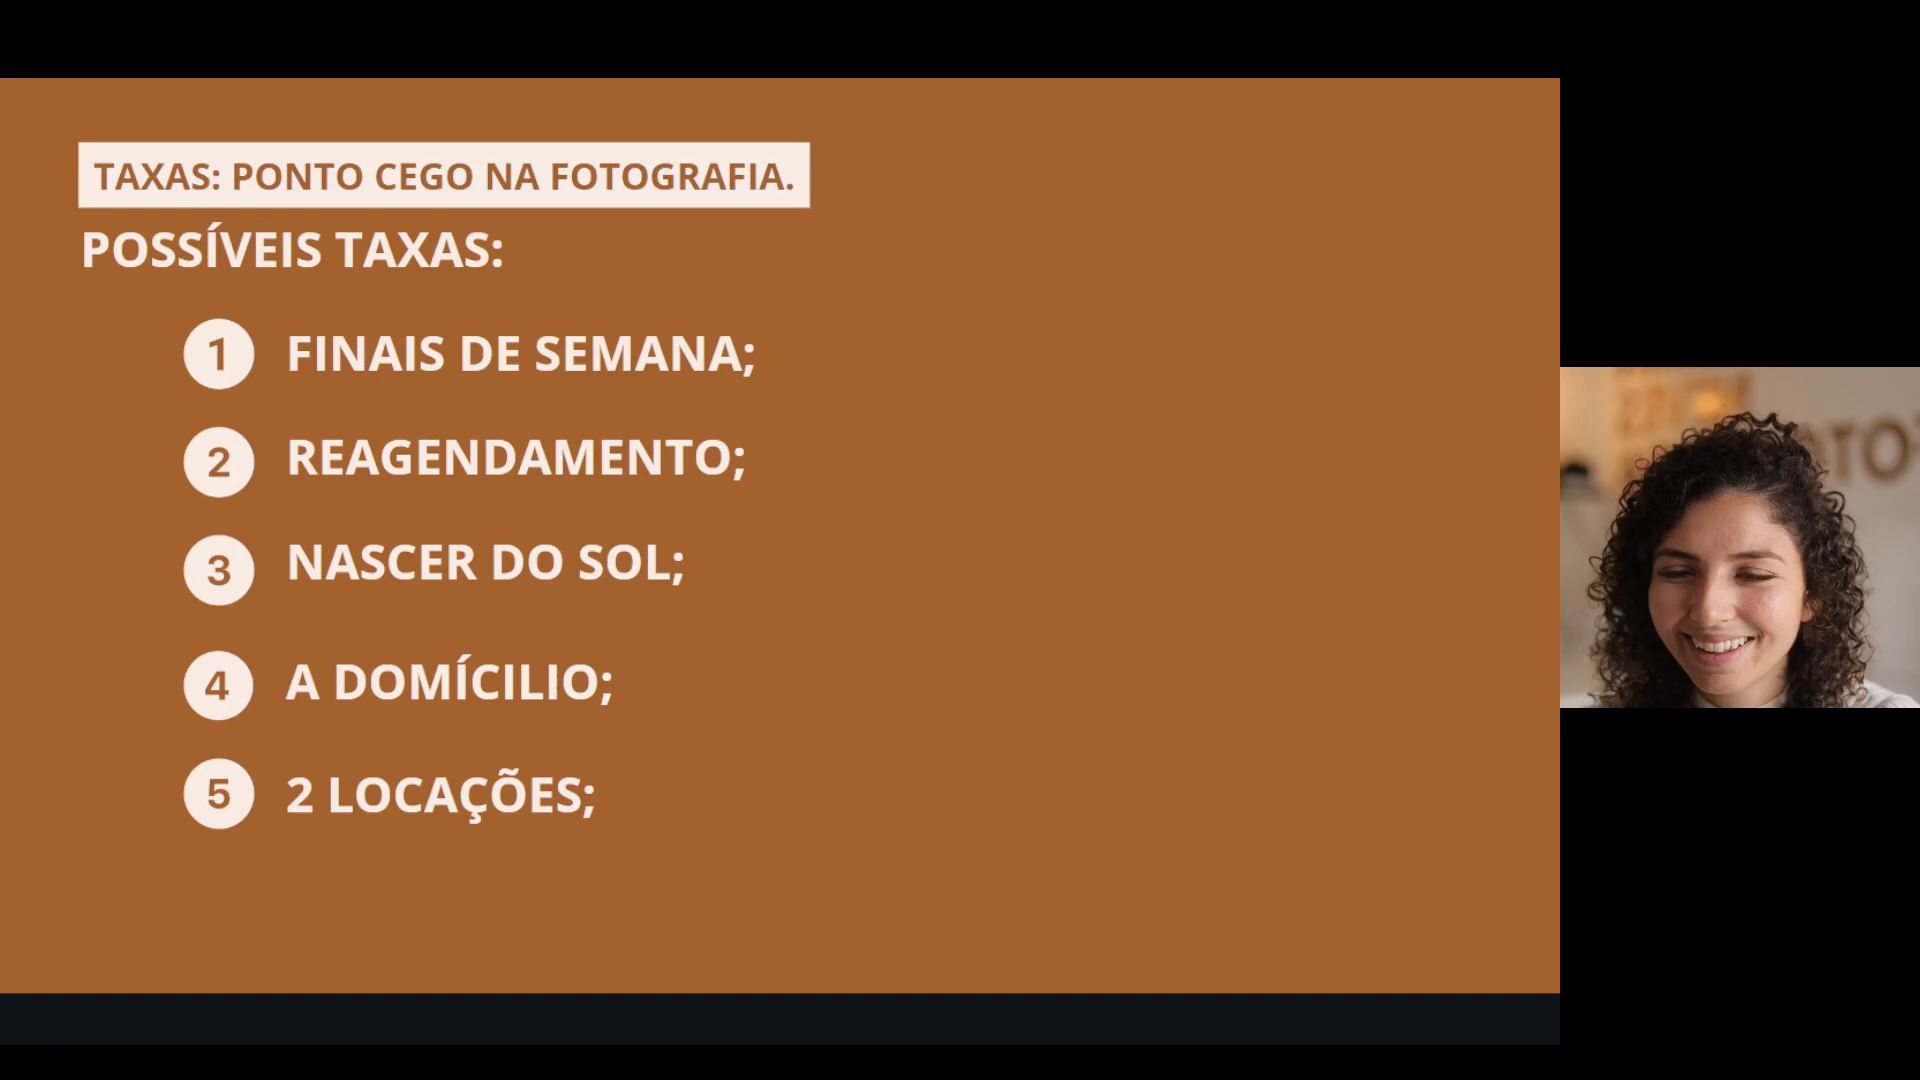 TAXAS: PONTO CEGO NA FOTOGRAFIA.
POSSÍVEIS TAXAS:
1 FINAIS DE SEMANA;
2 REAGENDAMENTO;
3 NASCER DO SOL;
4 A DOMÍCILIO;
5 2 LOCAÇÕES;